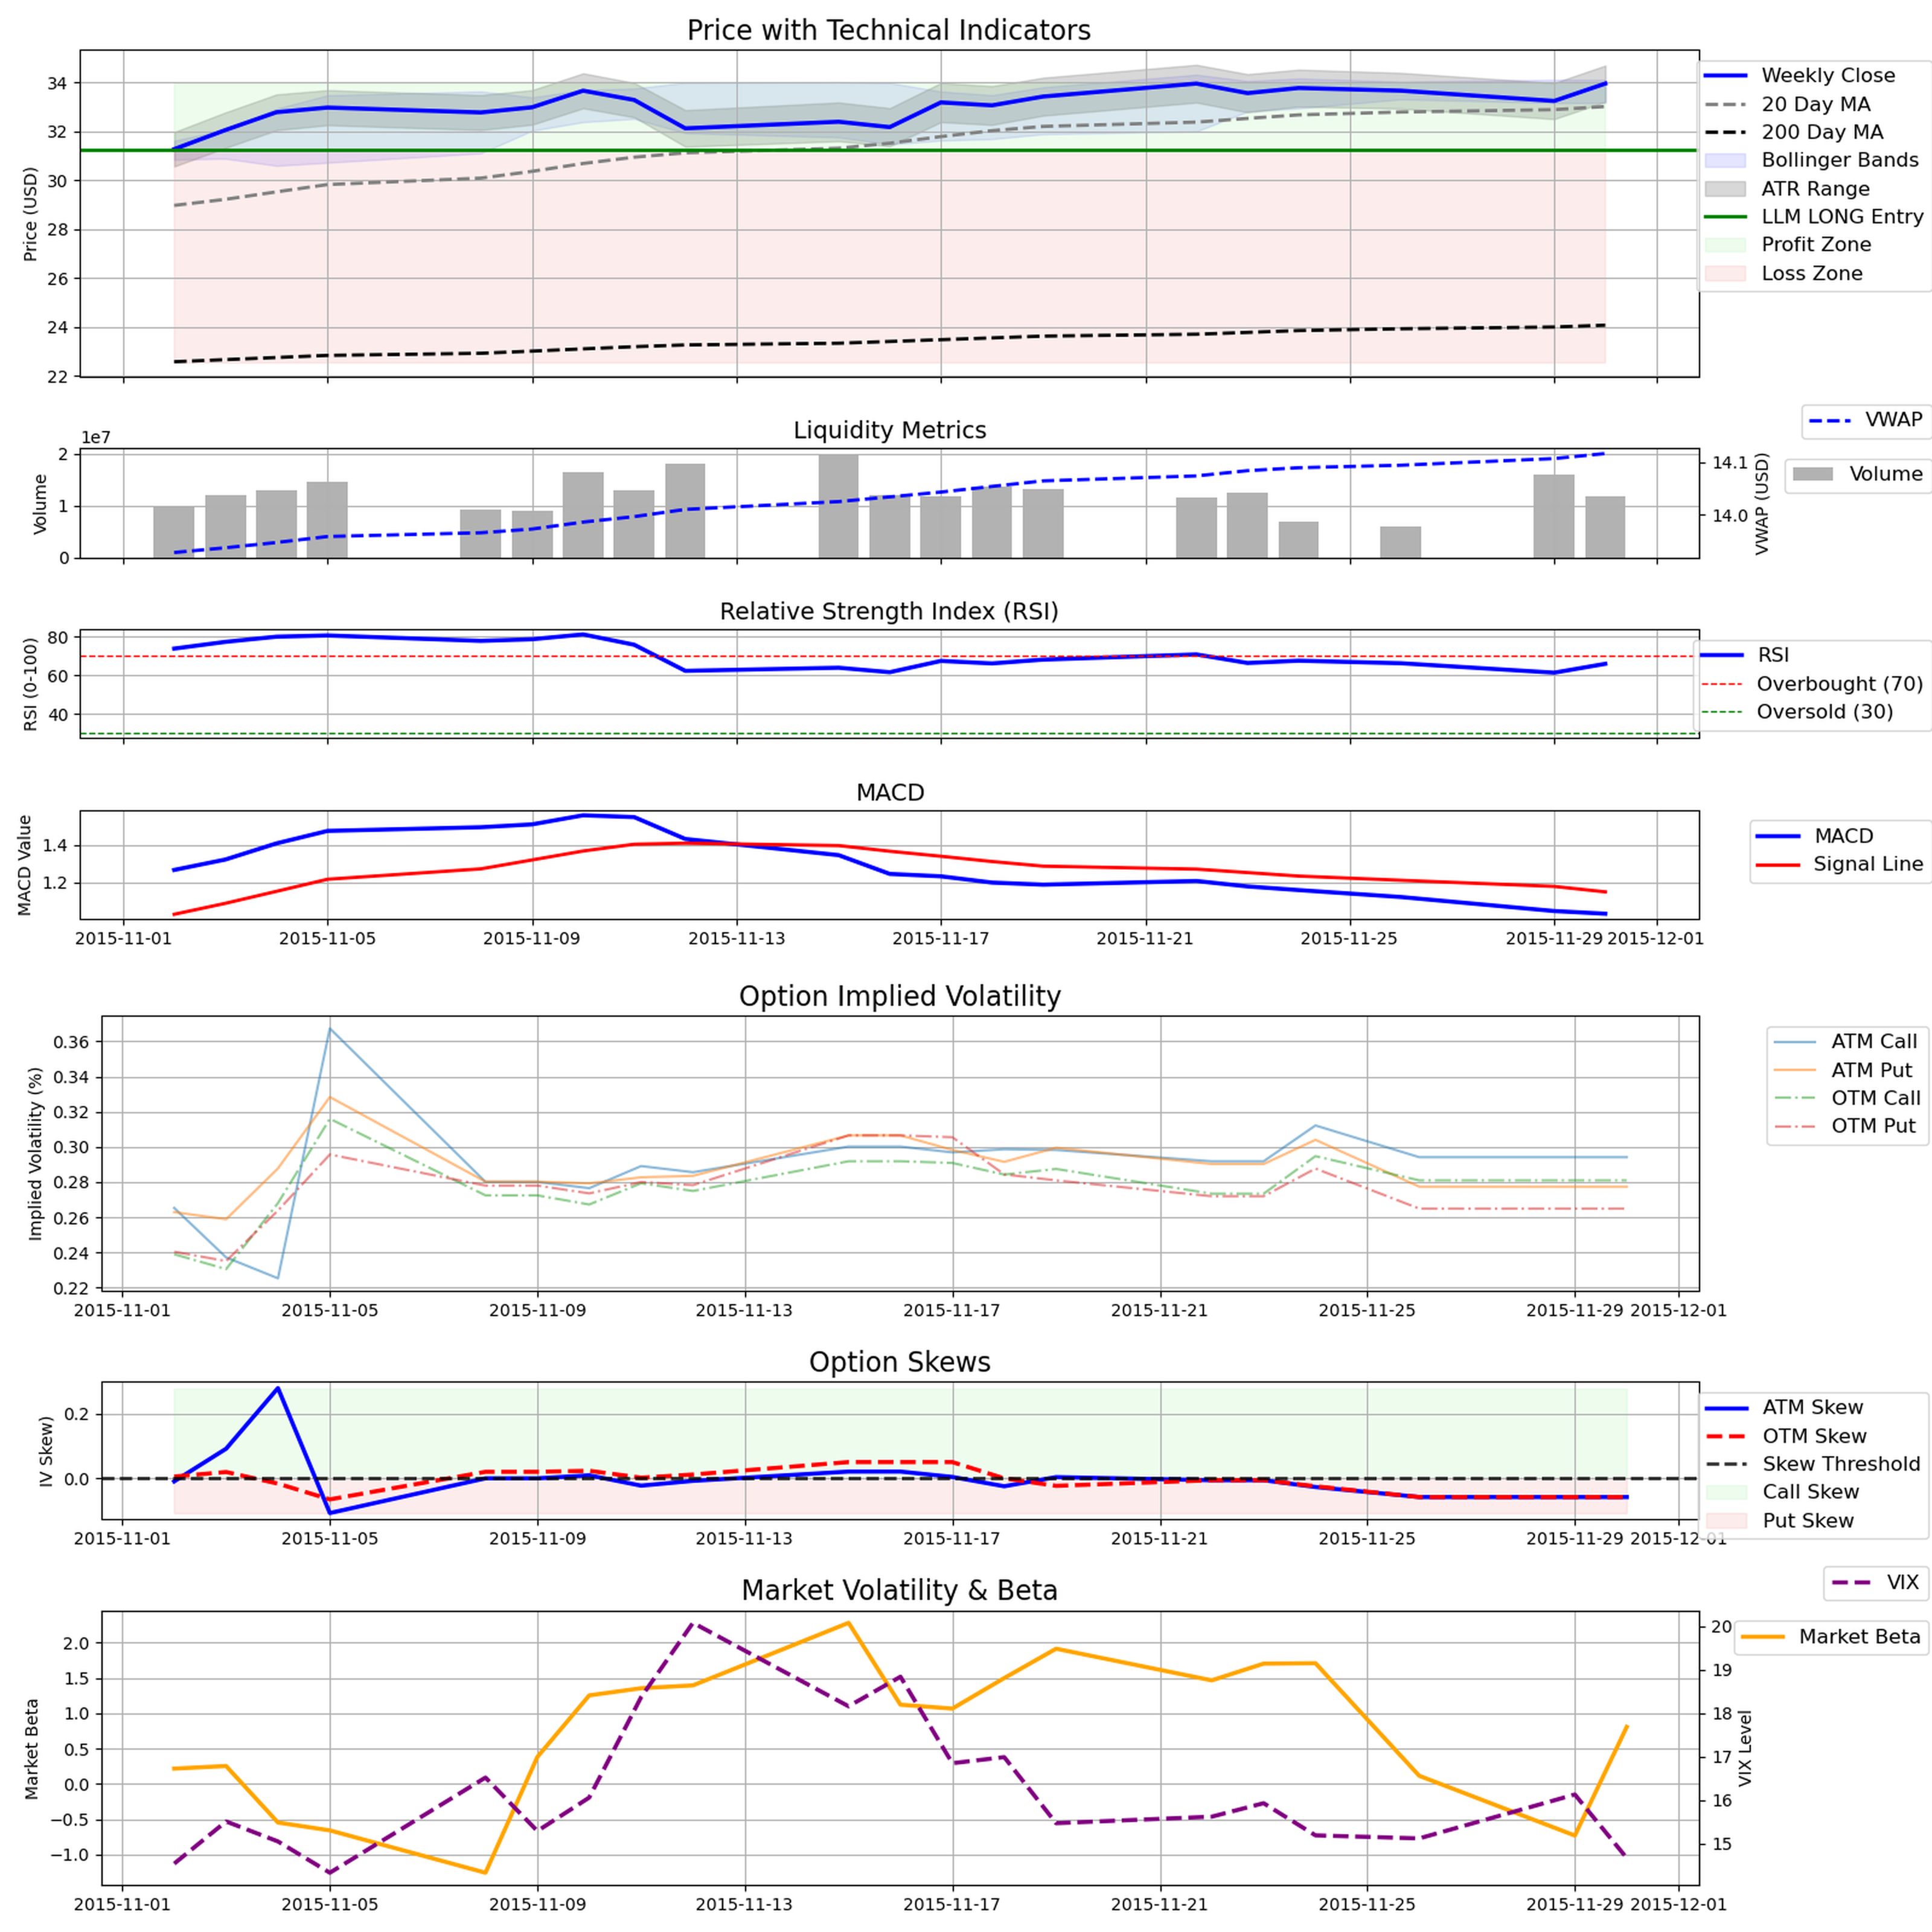 Price with Technical Indicators
Price (USD)
34
32
30
28
26
24
22
Weekly Close
20 Day MA
200 Day MA
Bollinger Bands
ATR Range
LLM LONG Entry
Profit Zone
Loss Zone
Liquidity Metrics
1e7
Volume
2
1
0
14.1
14.0
VWAP (USD)
VWAP
Volume
Relative Strength Index (RSI)
RSI (0-100)
80
60
40
RSI
Overbought (70)
Oversold (30)
MACD
MACD Value
1.4
1.2
MACD
Signal Line
2015-11-01 2015-11-05 2015-11-09 2015-11-13 2015-11-17 2015-11-21 2015-11-25 2015-11-29 2015-12-01
Option Implied Volatility
Implied Volatility (%)
0.36
0.34
0.32
0.30
0.28
0.26
0.24
0.22
ATM Call
ATM Put
OTM Call
OTM Put
2015-11-01 2015-11-05 2015-11-09 2015-11-13 2015-11-17 2015-11-21 2015-11-25 2015-11-29 2015-12-01
Option Skews
IV Skew)
0.2
0.0
ATM Skew
OTM Skew
Skew Threshold
Call Skew
Put Skew
2015-11-01 2015-11-05 2015-11-09 2015-11-13 2015-11-17 2015-11-21 2015-11-25 2015-11-29 2015-12-01
Market Volatility & Beta
Market Beta
2.0
1.5
1.0
0.5
0.0
−0.5
−1.0
20
19
18
17
16
15
VIX Level
VIX
Market Beta
2015-11-01 2015-11-05 2015-11-09 2015-11-13 2015-11-17 2015-11-21 2015-11-25 2015-11-29 2015-12-01